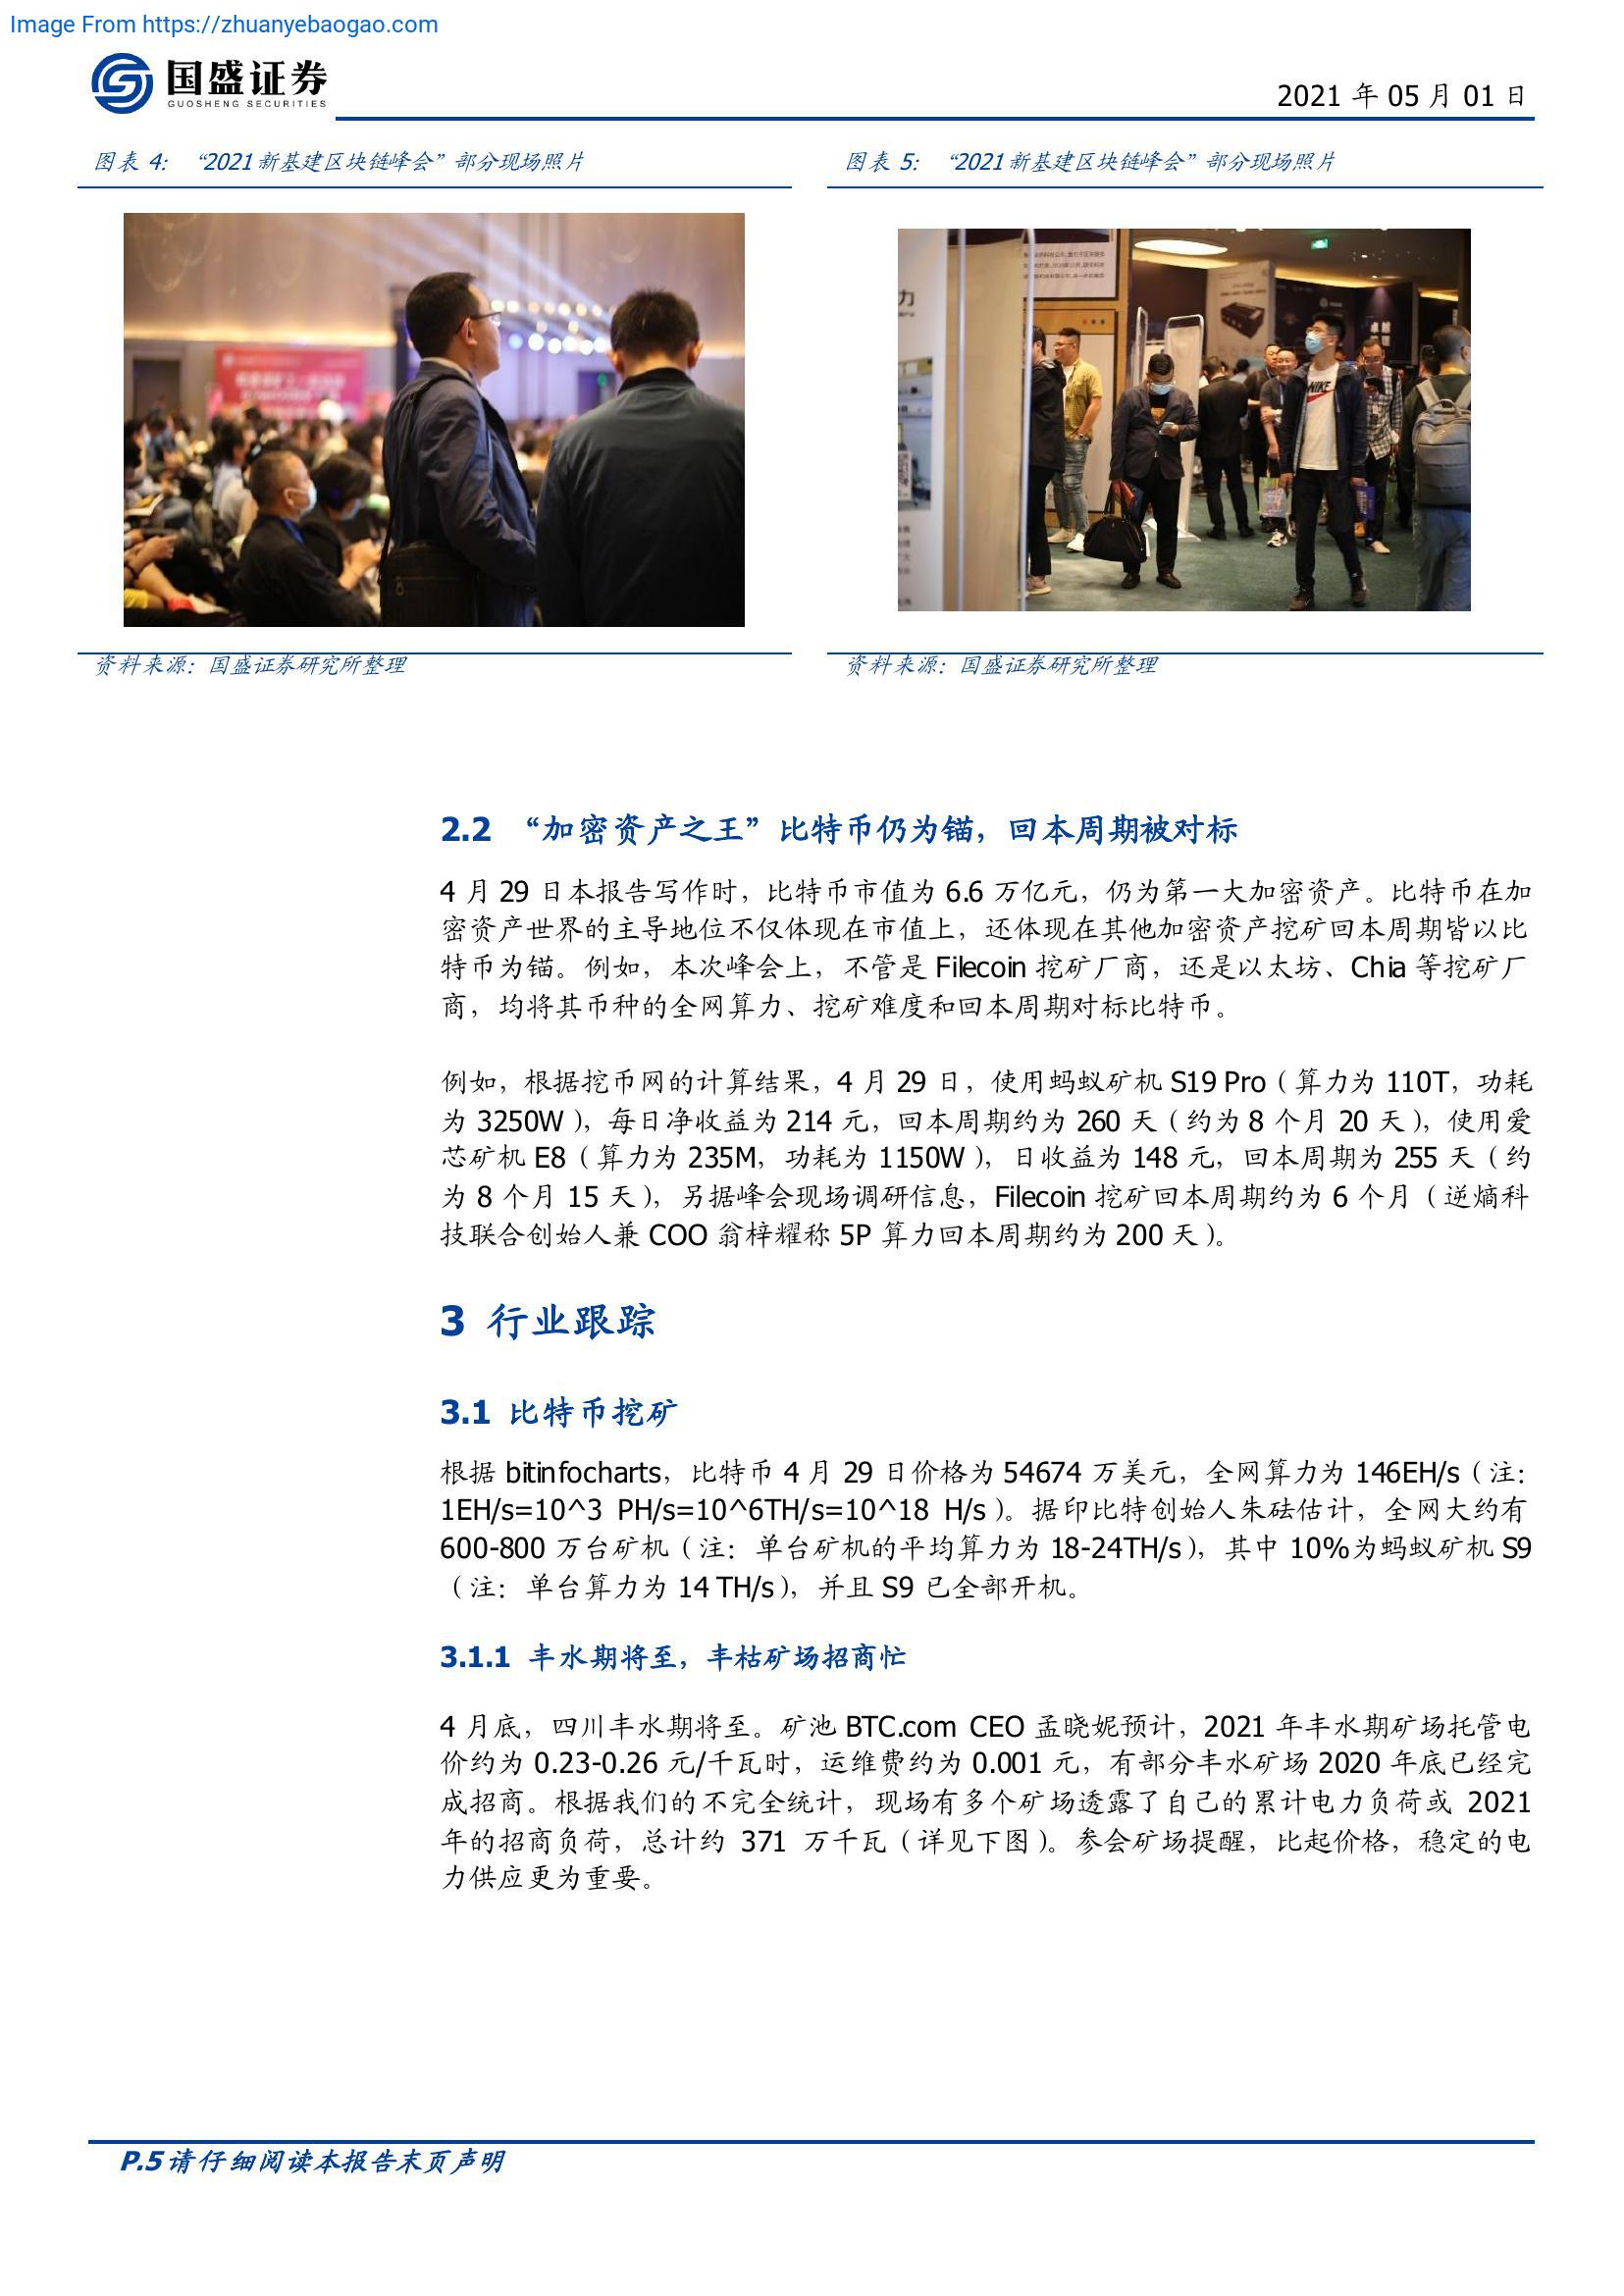 Image From https://zhuanyebaogao.com
国盛证券
GUOSHENG SECURITIES
2021 年 05 月 01 日
图表 4: “2021 新基建区块链峰会”部分现场照片
图表 5: “2021 新基建区块链峰会”部分现场照片
NIKE
资料来源：国盛证券研究所整理
资料来源：国盛证券研究所整理
2.2 “加密资产之王”比特币仍为锚，回本周期被对标
4 月 29 日本报告写作时，比特币市值为 6.6 万亿元，仍为第一大加密资产。比特币在加
密资产世界的主导地位不仅体现在市值上，还体现在其他加密资产挖矿回本周期皆以比
特币为锚。例如，本次峰会上，不管是 Filecoin 挖矿厂商，还是以太坊、Chia 等挖矿厂
商，均将其币种的全网算力、挖矿难度和回本周期对标比特币。
例如，根据挖币网的计算结果，4 月 29 日，使用蚂蚁矿机 S19 Pro（算力为 110T，功耗
为 3250W），每日净收益为 214 元，回本周期约为 260 天（约为 8 个月 20 天），使用爱
芯矿机 E8（算力为 235M，功耗为 1150W），日收益为 148 元，回本周期为 255 天（约
为 8 个月 15 天），另据峰会现场调研信息，Filecoin 挖矿回本周期约为 6 个月（逆熵科
技联合创始人兼 COO 翁梓耀称 5P 算力回本周期约为 200 天）。
3 行业跟踪
3.1 比特币挖矿
根据 bitinfocharts，比特币 4 月 29 日价格为 54674 万美元，全网算力为 146EH/s（注：
1EH/s=10^3 PH/s=10^6TH/s=10^18 H/s）。据印比特创始人朱砝估计，全网大约有
600-800 万台矿机（注：单台矿机的平均算力为 18-24TH/s），其中 10%为蚂蚁矿机 S9
（注：单台算力为 14 TH/s），并且 S9 已全部开机。
3.1.1 丰水期将至，丰枯矿场招商忙
4 月底，四川丰水期将至。矿池 BTC.com CEO 孟晓妮预计，2021 年丰水期矿场托管电
价约为 0.23-0.26 元/千瓦时，运维费约为 0.001 元，有部分丰水矿场 2020 年底已经完
成招商。根据我们的不完全统计，现场有多个矿场透露了自己的累计电力负荷或 2021
年的招商负荷，总计约 371 万千瓦（详见下图）。参会矿场提醒，比起价格，稳定的电
力供应更为重要。
P.5 请仔细阅读本报告末页声明